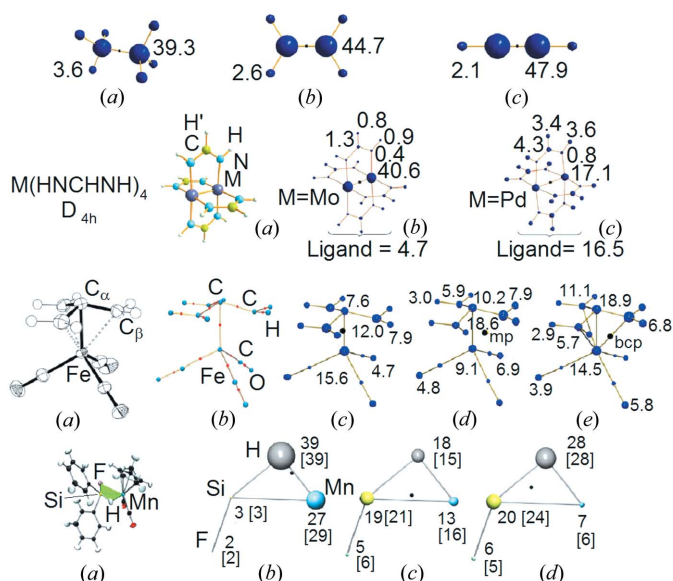 39.3
3.6
(a)
44.7
2.6
(b)
2.1
47.9
(c)
M(HNCHNH)4
D4h
H'
C
H
N
M
(a)
0.8
1.3
0.9
0.4
40.6
M=Mo
(b)
Ligand = 4.7
3.4
3.6
4.3
0.8
17.1
M=Pd
(c)
Ligand= 16.5
Cα
Cβ
Fe
(a)
C
H
C
Fe
O
(b)
7.6
12.0
7.9
15.6
4.7
(c)
3.0
5.9
10.2
7.9
18.6
mp
9.1
6.9
4.8
(d)
11.1
18.9
6.8
2.9
5.7
bcp
14.5
3.9
5.8
(e)
F
Si
Mn
H
(a)
H
39
[39]
Si
Mn
3 [3]
27
[29]
F
2
[2]
(b)
18
[15]
19 [21]
13
[16]
5
[6]
(c)
28
[28]
20 [24]
7
[6]
6
[5]
(d)